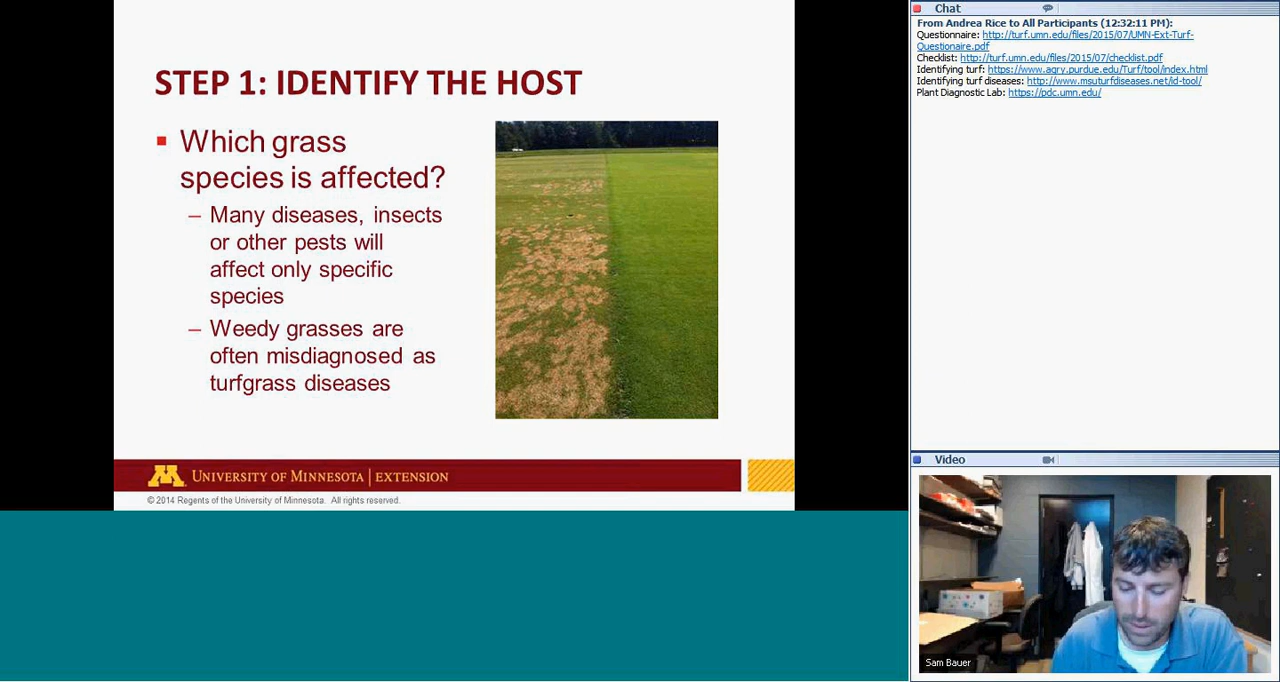 STEP 1: IDENTIFY THE HOST
Which grass
species is affected?
– Many diseases, insects
or other pests will
affect only specific
species
– Weedy grasses are
often misdiagnosed as
turfgrass diseases
M UNIVERSITY OF MINNESOTA | EXTENSION
© 2014 Regents of the University of Minnesota. All rights reserved.
Chat
From Andrea Rice to All Participants (12:32:11 PM):
Questionnaire: http://turf.umn.edu/files/2015/07/UMN-Ext-Turf-
Questionaire.pdf
Checklist: http://turf.umn.edu/files/2015/07/checklist.pdf
Identifying turf: https://www.agry.purdue.edu/Turf/tool/index.html
Identifying turf diseases: http://www.msuturfdiseases.net/id-tool/
Plant Diagnostic Lab: https://pdc.umn.edu/
Video
Sam Bauer